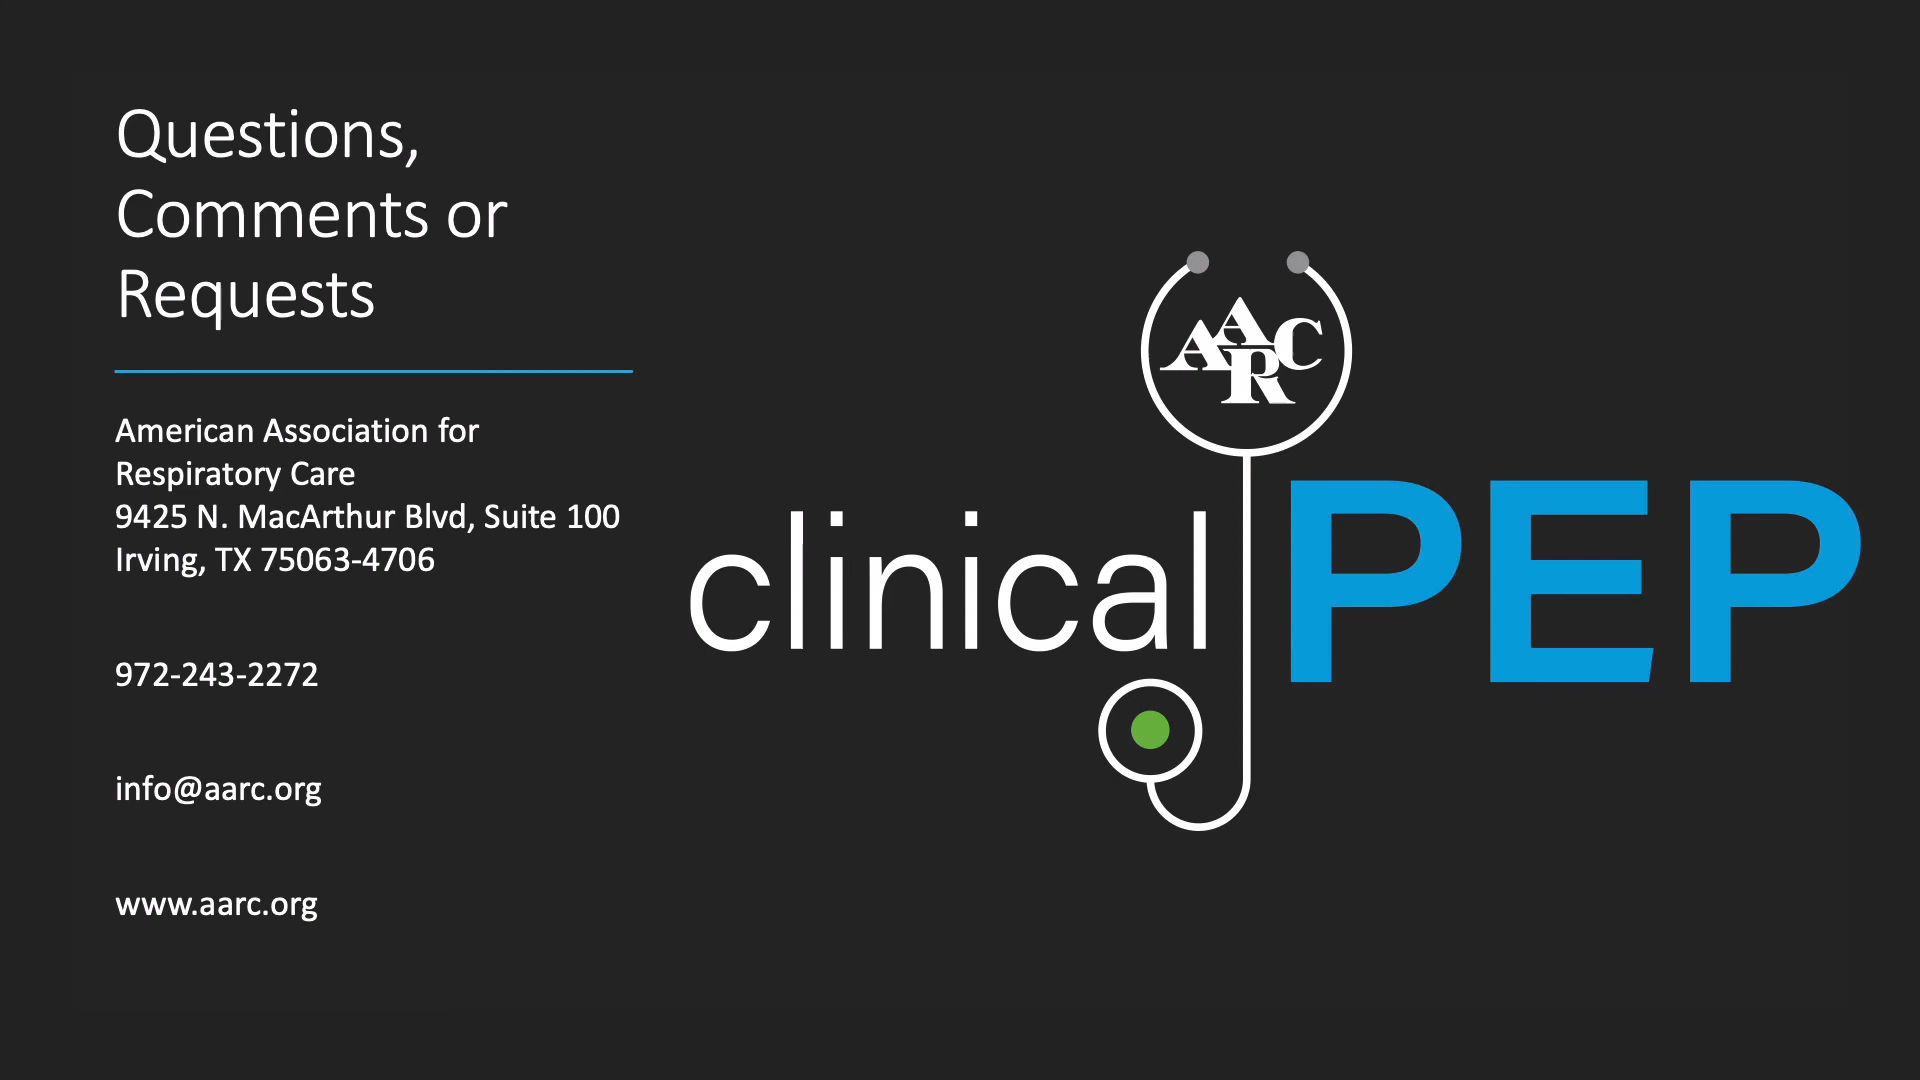 Questions,
Comments or
Requests
American Association for
Respiratory Care
9425 N. MacArthur Blvd, Suite 100
Irving, TX 75063-4706
972-243-2272
info@aarc.org
www.aarc.org
AARC
clinical PEP